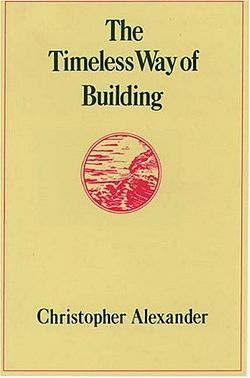 The
Timeless Way of
Building
Christopher Alexander